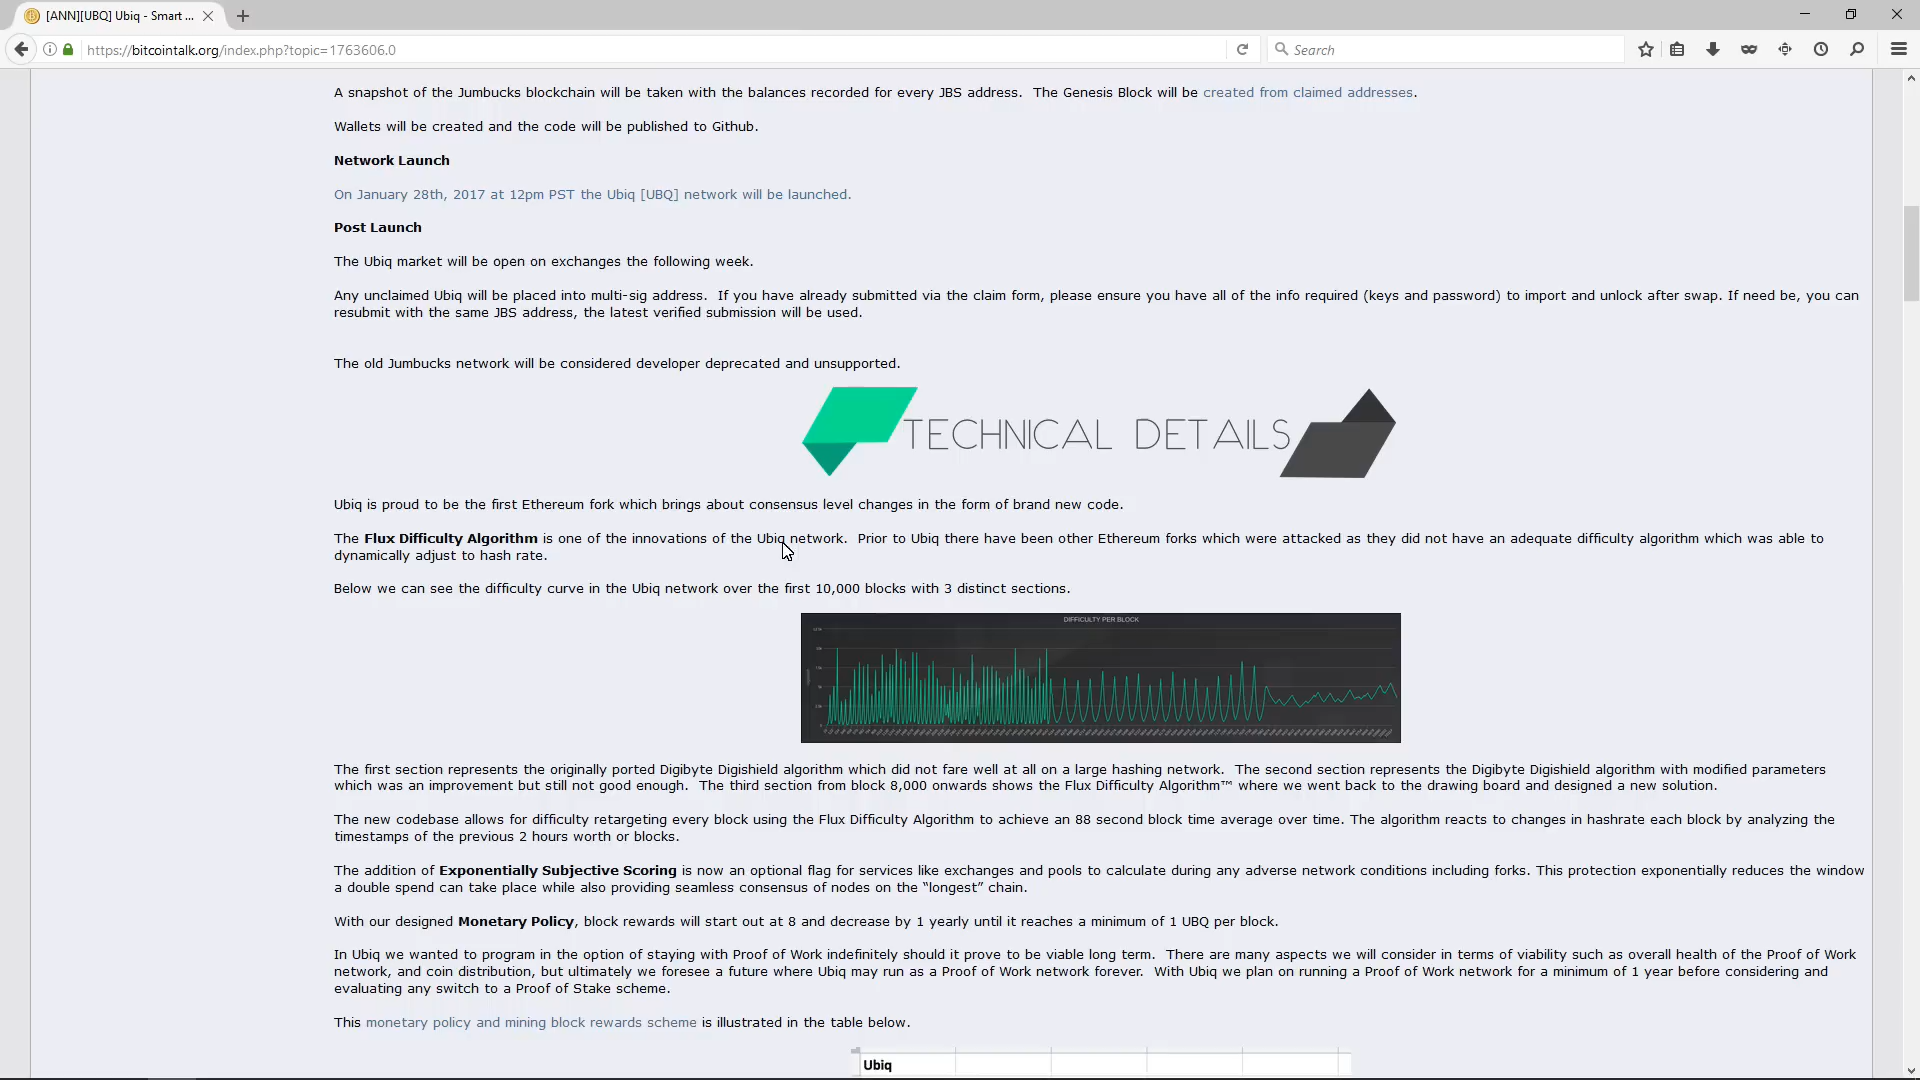 [ANN][UBQ] Ubiq - Smart ...
https://bitcointalk.org/index.php?topic=1763606.0
Search
A snapshot of the Jumbucks blockchain will be taken with the balances recorded for every JBS address.  The Genesis Block will be created from claimed addresses.
Wallets will be created and the code will be published to Github.
Network Launch
On January 28th, 2017 at 12pm PST the Ubiq [UBQ] network will be launched.
Post Launch
The Ubiq market will be open on exchanges the following week.
Any unclaimed Ubiq will be placed into multi-sig address.  If you have already submitted via the claim form, please ensure you have all of the info required (keys and password) to import and unlock after swap. If need be, you can
resubmit with the same JBS address, the latest verified submission will be used.
The old Jumbucks network will be considered developer deprecated and unsupported.
TECHNICAL DETAILS
Ubiq is proud to be the first Ethereum fork which brings about consensus level changes in the form of brand new code.
The Flux Difficulty Algorithm is one of the innovations of the Ubiq network.  Prior to Ubiq there have been other Ethereum forks which were attacked as they did not have an adequate difficulty algorithm which was able to
dynamically adjust to hash rate.
Below we can see the difficulty curve in the Ubiq network over the first 10,000 blocks with 3 distinct sections.
DIFFICULTY PER BLOCK
The first section represents the originally ported Digibyte Digishield algorithm which did not fare well at all on a large hashing network.  The second section represents the Digibyte Digishield algorithm with modified parameters
which was an improvement but still not good enough.  The third section from block 8,000 onwards shows the Flux Difficulty Algorithm™ where we went back to the drawing board and designed a new solution.
The new codebase allows for difficulty retargeting every block using the Flux Difficulty Algorithm to achieve an 88 second block time average over time. The algorithm reacts to changes in hashrate each block by analyzing the
timestamps of the previous 2 hours worth or blocks.
The addition of Exponentially Subjective Scoring is now an optional flag for services like exchanges and pools to calculate during any adverse network conditions including forks. This protection exponentially reduces the window
a double spend can take place while also providing seamless consensus of nodes on the “longest” chain.
With our designed Monetary Policy, block rewards will start out at 8 and decrease by 1 yearly until it reaches a minimum of 1 UBQ per block.
In Ubiq we wanted to program in the option of staying with Proof of Work indefinitely should it prove to be viable long term.  There are many aspects we will consider in terms of viability such as overall health of the Proof of Work
network, and coin distribution, but ultimately we foresee a future where Ubiq may run as a Proof of Work network forever.  With Ubiq we plan on running a Proof of Work network for a minimum of 1 year before considering and
evaluating any switch to a Proof of Stake scheme.
This monetary policy and mining block rewards scheme is illustrated in the table below.
Ubiq